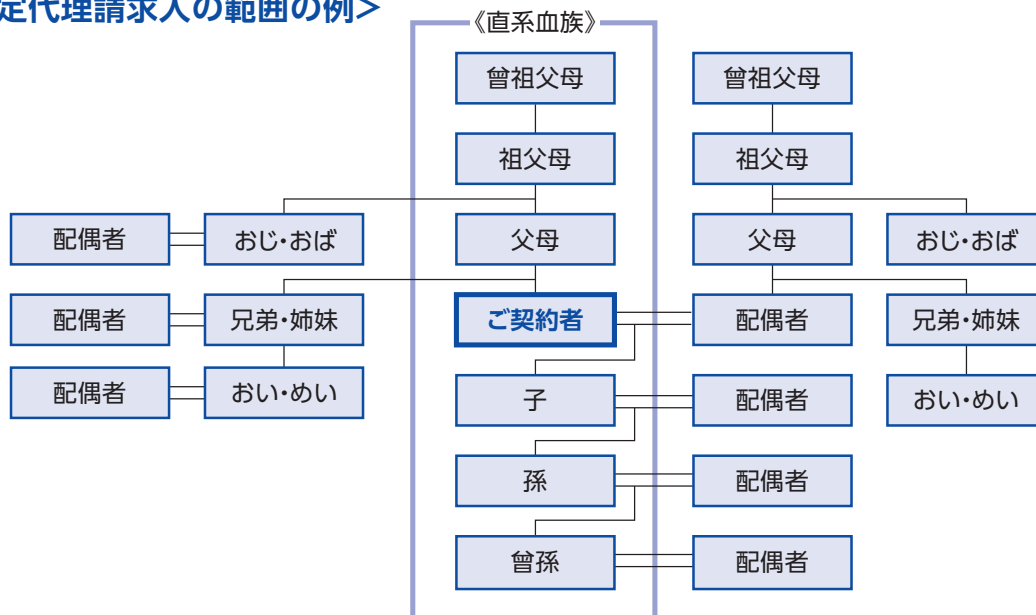 定代理請求人の範囲の例>
《直系血族》
曾祖父母 曾祖父母
祖父母 祖父母
配偶者 おじ・おば 父母 父母 おじ・おば
配偶者 兄弟・姉妹 ご契約者 配偶者 兄弟・姉妹
配偶者 おい・めい 子 配偶者 おい・めい
孫 配偶者
曾孫 配偶者